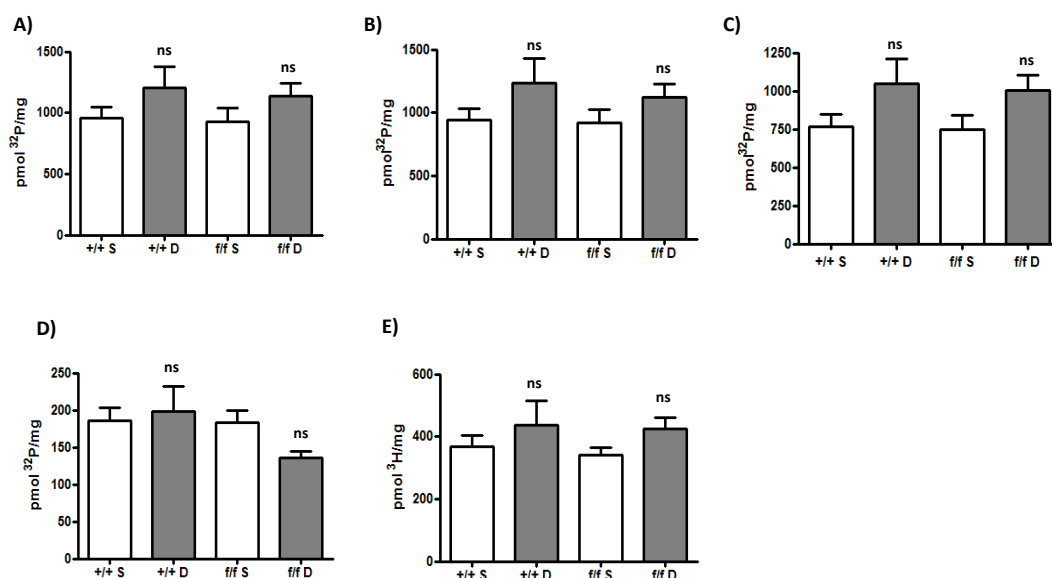 A)
pmol ³²P/mg
1500
1000
500
0
ns
ns
+/+ S
+/+ D
f/f S
f/f D
B)
pmol³²P/mg
1500
1000
500
0
ns
ns
+/+ S
+/+ D
f/f S
f/f D
C)
pmol³²P/mg
1250
1000
750
500
250
0
ns
ns
+/+ S
+/+ D
f/f S
f/f D
D)
pmol ³²P/mg
250
200
150
100
50
0
ns
ns
+/+ S
+/+ D
f/f S
f/f D
E)
pmol ³H/mg
600
400
200
0
ns
ns
+/+ S
+/+ D
f/f S
f/f D